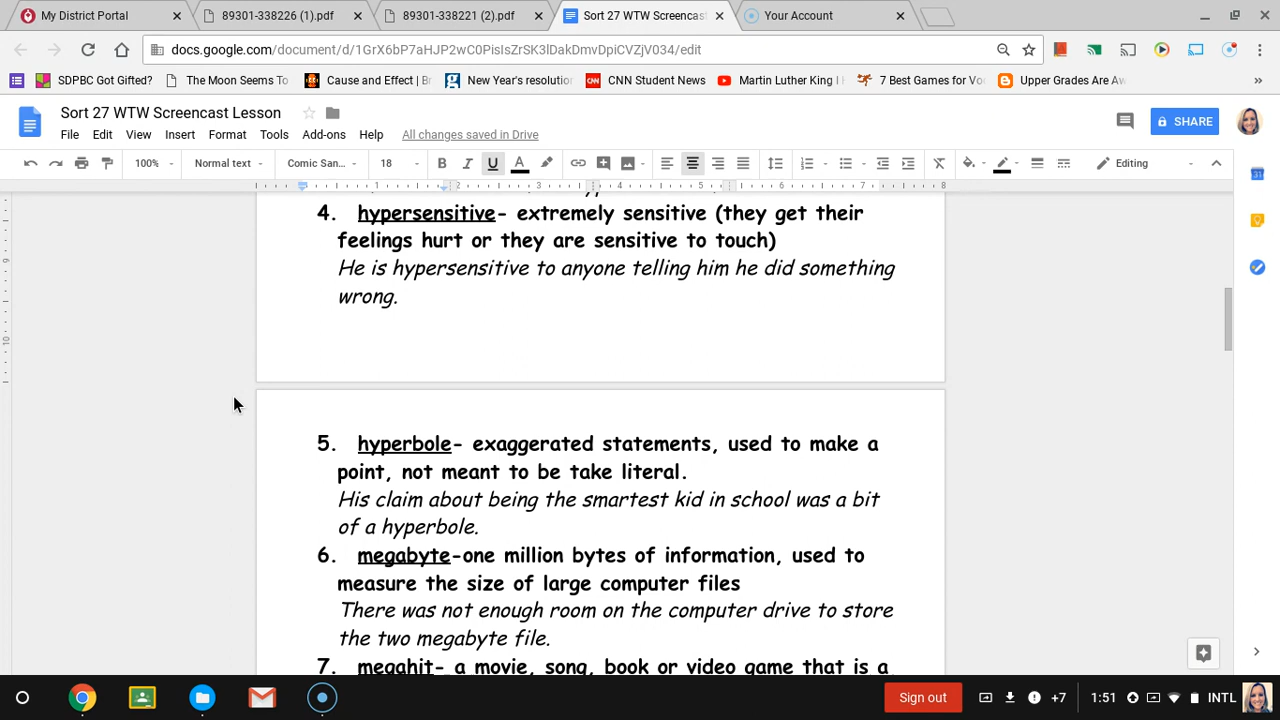 My District Portal
89301-338226 (1).pdf
89301-338221 (2).pdf
Sort 27 WTW Screencast
Your Account
docs.google.com/document/d/1GrX6bP7aHJP2wC0PisIsZrSK3lDakDmvDpiCVZjV034/edit
SDPBC Got Gifted?
The Moon Seems To
Cause and Effect | Br
New Year's resolutio
CNN Student News
Martin Luther King
7 Best Games for Voc
Upper Grades Are Aw
»
Sort 27 WTW Screencast Lesson
File Edit View Insert Format Tools Add-ons Help All changes saved in Drive
SHARE
100% Normal text Comic San... 18 B I U A Editing
1 2 3 4 5 6 7 8
4. hypersensitive- extremely sensitive (they get their
feelings hurt or they are sensitive to touch)
He is hypersensitive to anyone telling him he did something
wrong.
5. hyperbole- exaggerated statements, used to make a
point, not meant to be take literal.
His claim about being the smartest kid in school was a bit
of a hyperbole.
6. megabyte-one million bytes of information, used to
measure the size of large computer files
There was not enough room on the computer drive to store
the two megabyte file.
7. megahit- a movie, song, book or video game that is a
Sign out
+7
1:51
INTL